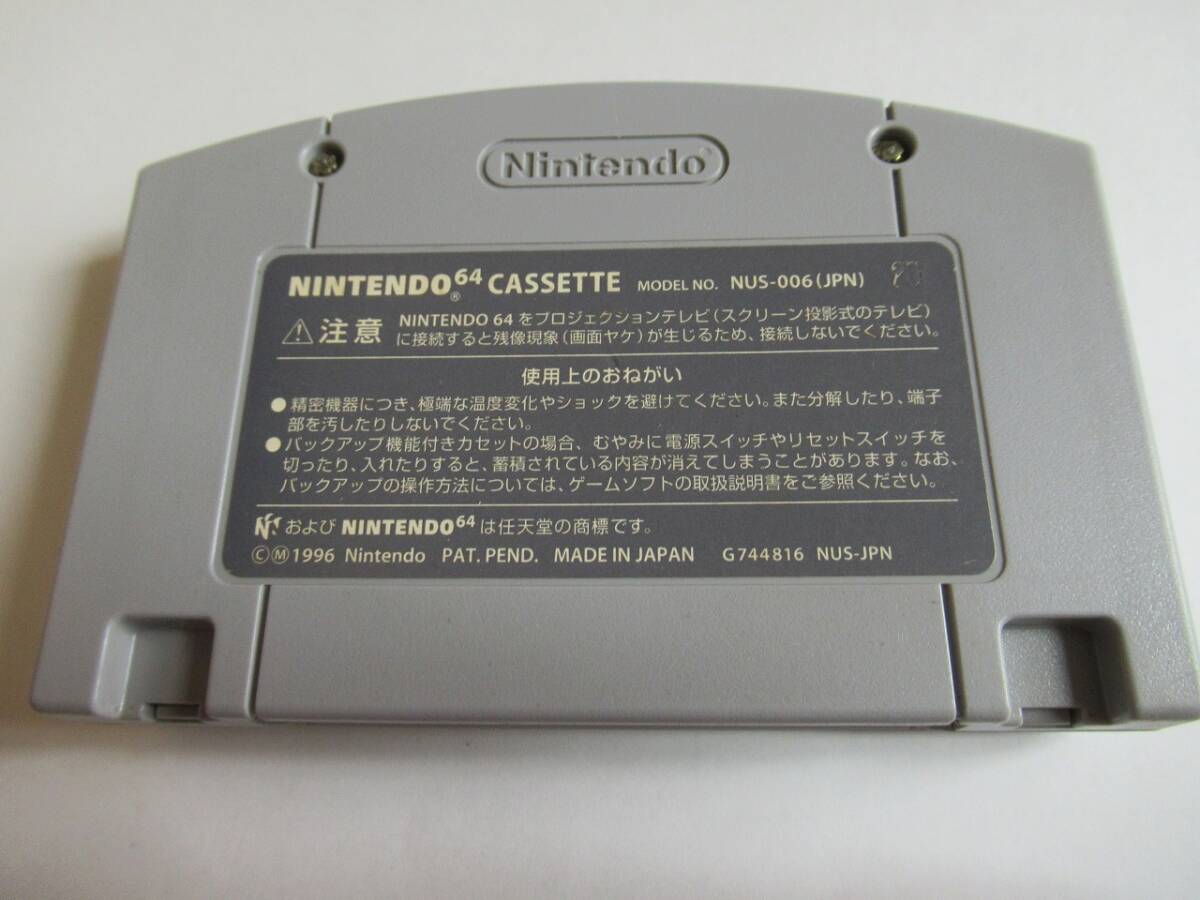 Nintendo®
NINTENDO64® CASSETTE MODEL NO. NUS-006(JPN)
⚠注意 NINTENDO 64をプロジェクションテレビ(スクリーン投影式のテレビ)
に接続すると残像現象(画面ヤケ)が生じるため、接続しないでください。
使用上のおねがい
●精密機器につき、極端な温度変化やショックを避けてください。また分解したり、端子
部を汚したりしないでください。
●バックアップ機能付きカセットの場合、むやみに電源スイッチやリセットスイッチを
切ったり、入れたりすると、蓄積されている内容が消えてしまうことがあります。なお、
バックアップの操作方法については、ゲームソフトの取扱説明書をご参照ください。
および NINTENDO64 は任天堂の商標です。
ⒸⓂ1996 Nintendo PAT. PEND. MADE IN JAPAN G744816 NUS-JPN